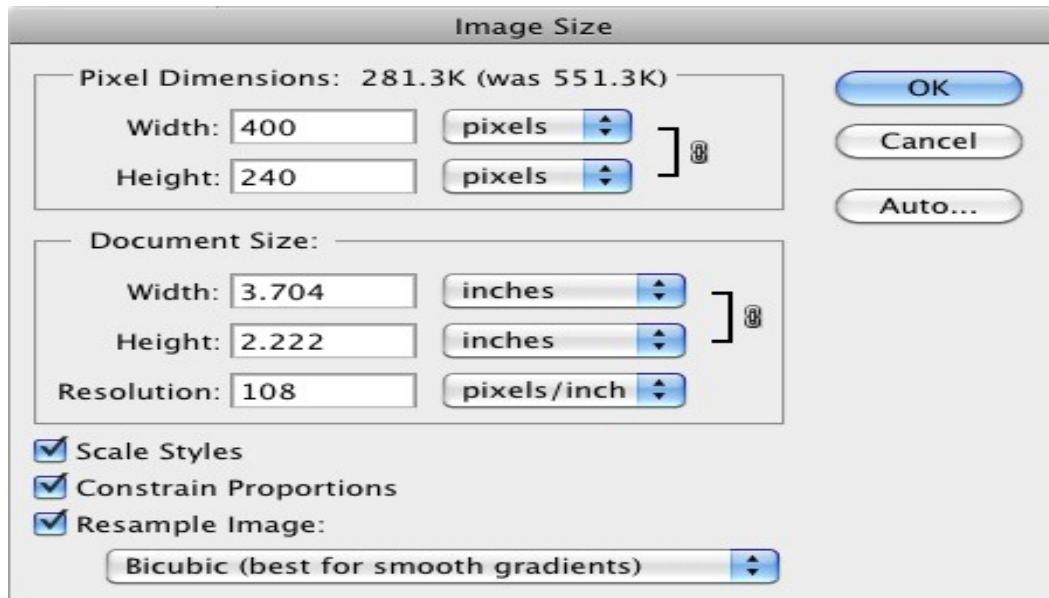 Image Size
Pixel Dimensions: 281.3K (was 551.3K)
Width: 400 pixels
Height: 240 pixels
OK
Cancel
Auto...
Document Size:
Width: 3.704 inches
Height: 2.222 inches
Resolution: 108 pixels/inch
Scale Styles
Constrain Proportions
Resample Image:
Bicubic (best for smooth gradients)